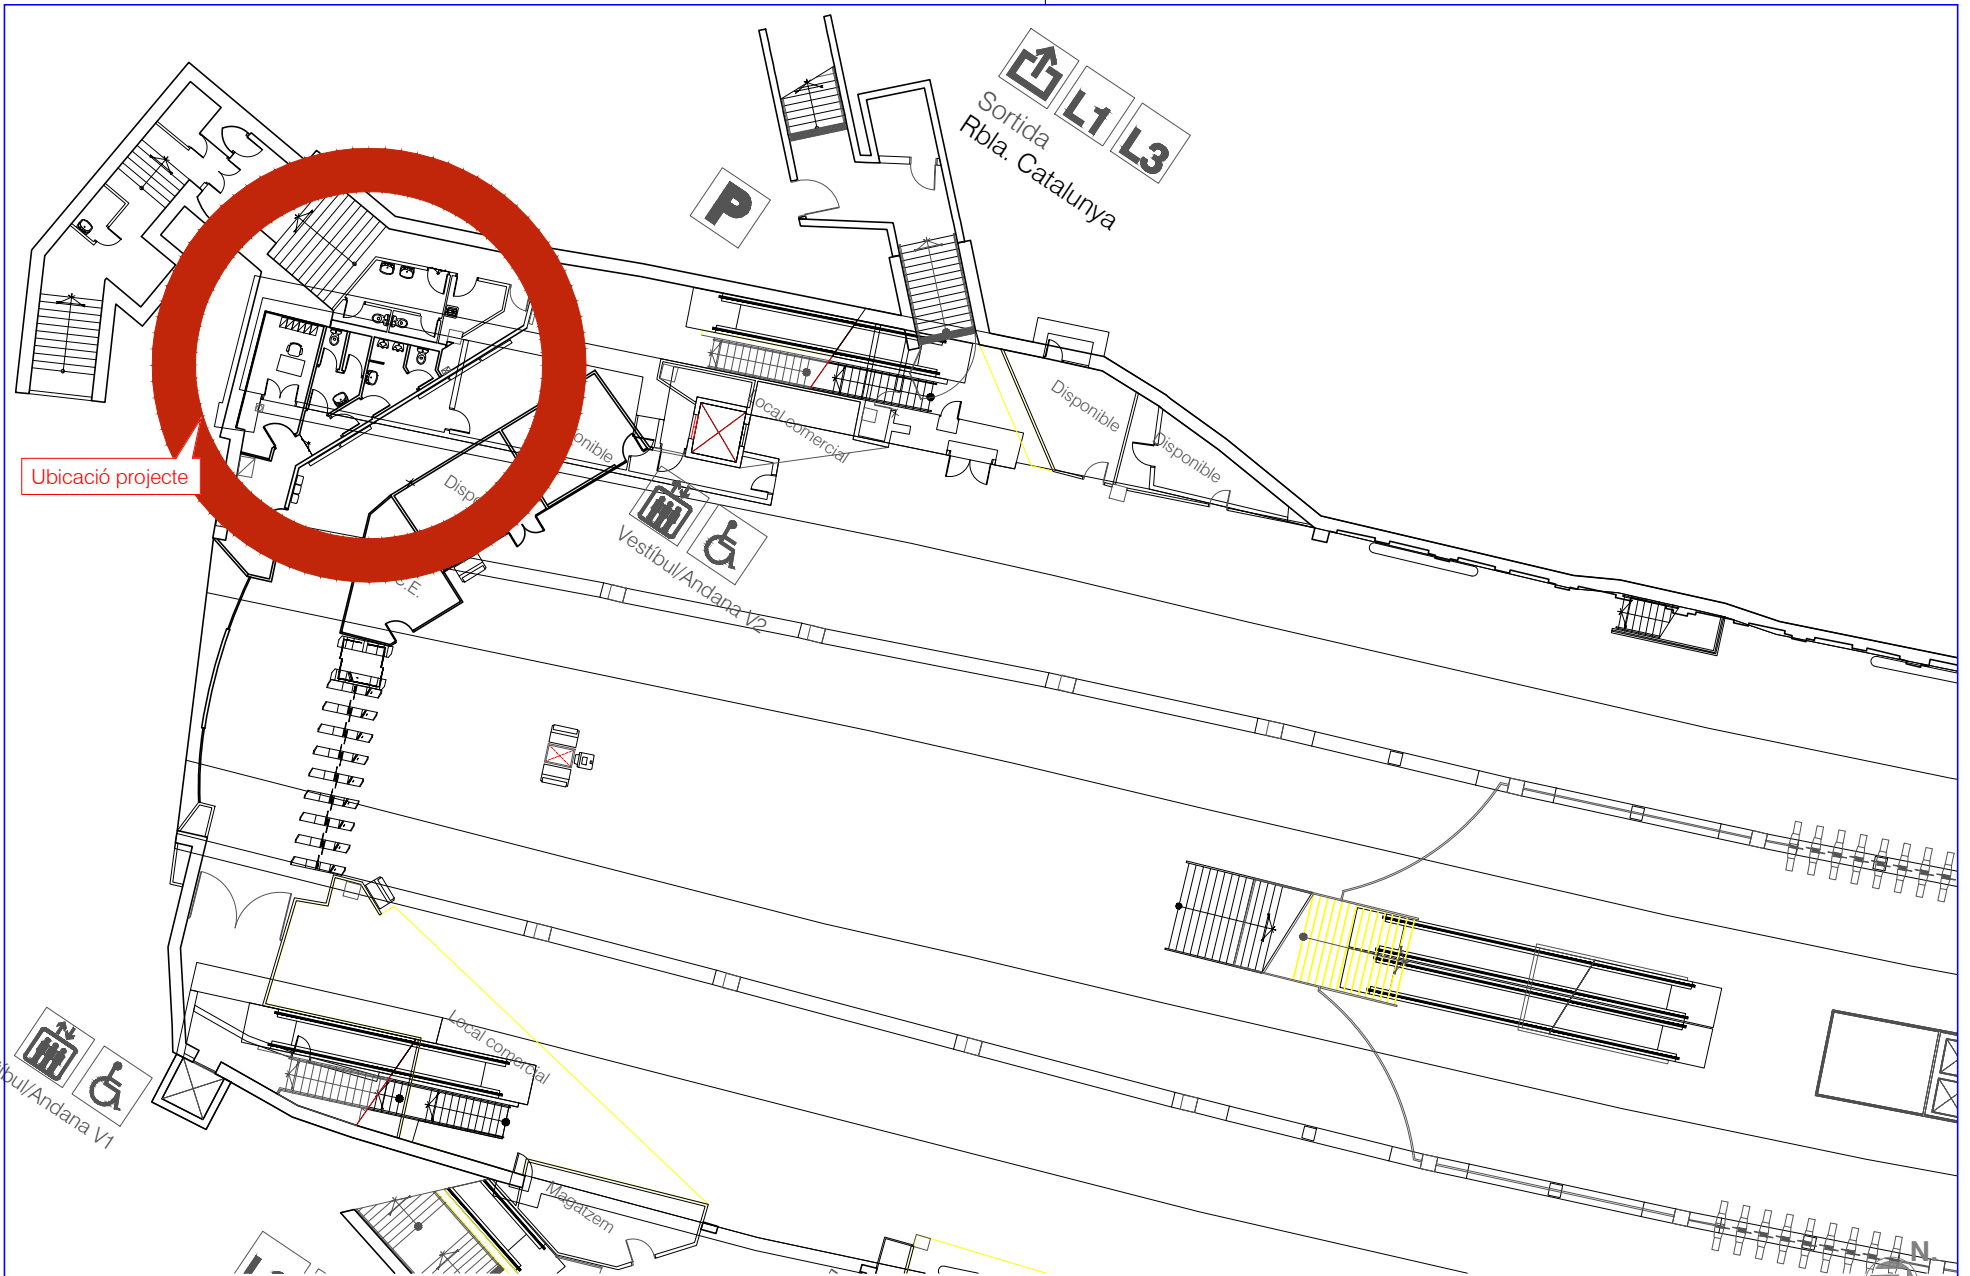 L1
L3
Sortida
Rbla. Catalunya
P
Disponible
Disponible
Local comercial
Ubicació projecte
Vestíbul/Andana V2
Local comercial
Andana V1
Magatzem
N.